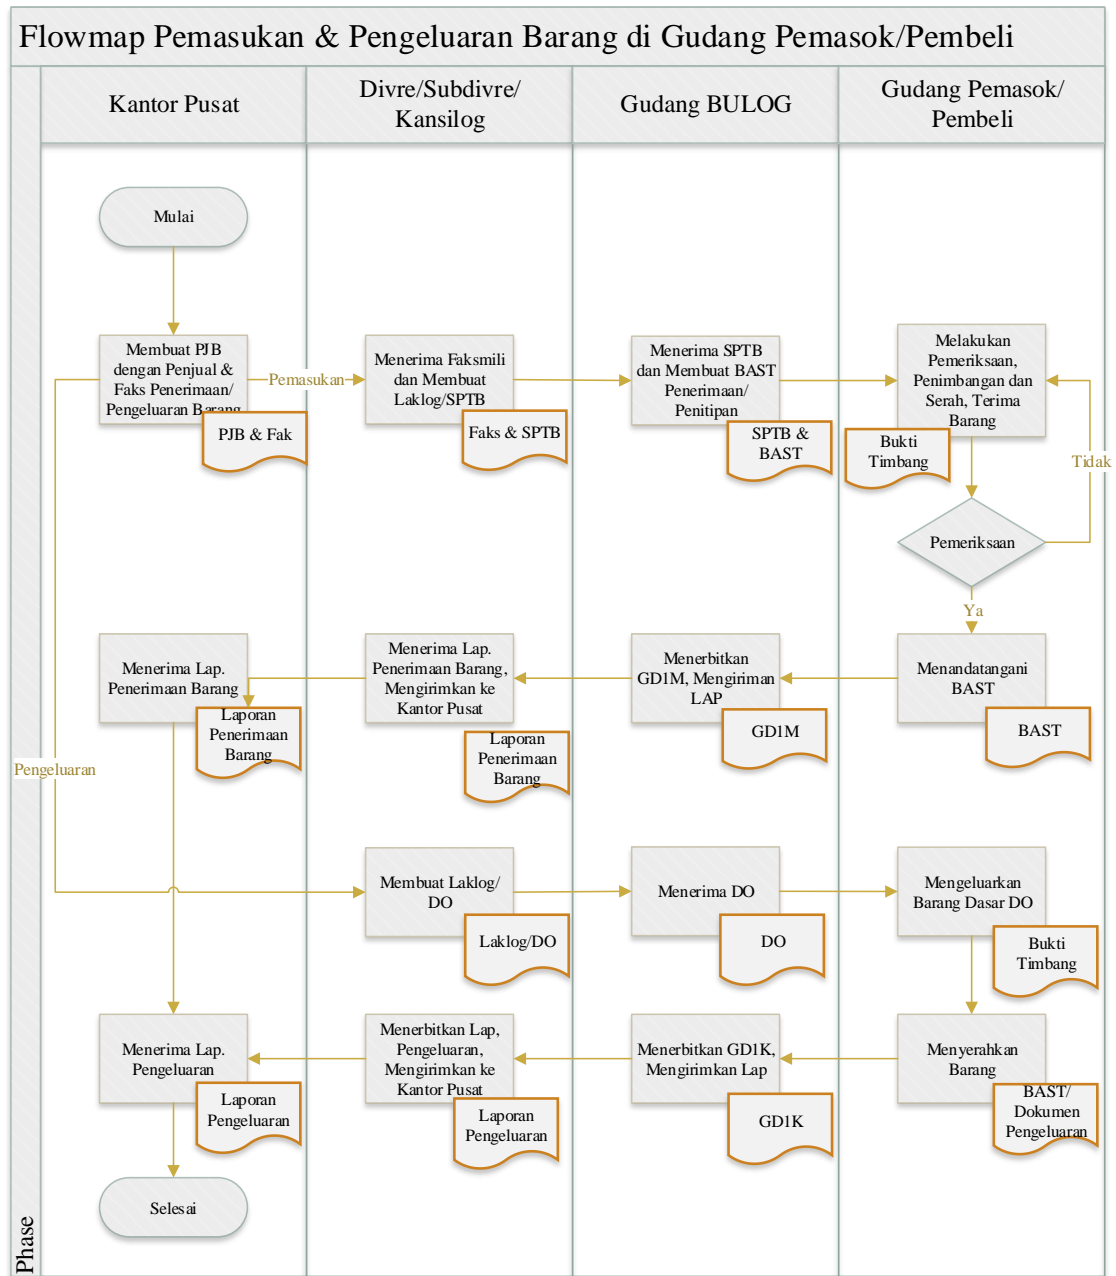 Flowmap Pemasukan & Pengeluaran Barang di Gudang Pemasok/Pembeli
Kantor Pusat
Divre/Subdivre/
Kansilog
Gudang BULOG
Gudang Pemasok/
Pembeli
Mulai
Membuat PJB
dengan Penjual &
Faks Penerimaan/
Pengeluaran Barang
PJB & Fak
Pemasukan
Menerima Faksmili
dan Membuat
Laklog/SPTB
Faks & SPTB
Menerima SPTB
dan Membuat BAST
Penerimaan/
Penitipan
SPTB &
BAST
Melakukan
Pemeriksaan,
Penimbangan dan
Serah, Terima
Barang
Bukti
Timbang
Tidak
Pemeriksaan
Ya
Menerima Lap.
Penerimaan Barang
Laporan
Penerimaan
Barang
Menerima Lap.
Penerimaan Barang,
Mengirimkan ke
Kantor Pusat
Laporan
Penerimaan
Barang
Menerbitkan
GD1M, Mengiriman
LAP
GD1M
Menandatangani
BAST
BAST
Pengeluaran
Membuat Laklog/
DO
Laklog/DO
Menerima DO
DO
Mengeluarkan
Barang Dasar DO
Bukti
Timbang
Menerima Lap.
Pengeluaran
Laporan
Pengeluaran
Menerbitkan Lap,
Pengeluaran,
Mengirimkan ke
Kantor Pusat
Laporan
Pengeluaran
Menerbitkan GD1K,
Mengirimkan Lap
GD1K
Menyerahkan
Barang
BAST/
Dokumen
Pengeluaran
Selesai
Phase